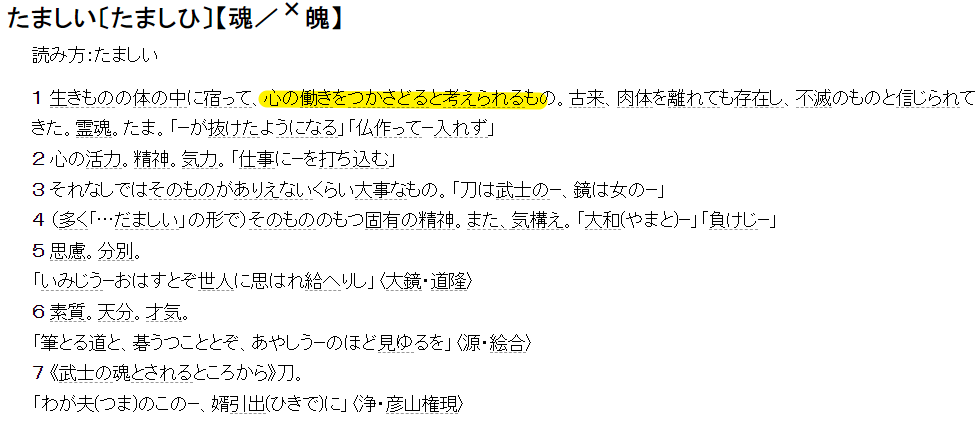 たましい〔たましひ〕【魂／×魄】
読み方:たましい
1 生きものの体の中に宿って、心の働きをつかさどると考えられるもの。古来、肉体を離れても存在し、不滅のものと信じられて
きた。霊魂。たま。「―が抜けたようになる」「仏作って―入れず」
2 心の活力。精神。気力。「仕事に―を打ち込む」
3 それなしではそのものがありえないくらい大事なもの。「刀は武士の―、鏡は女の―」
4 （多く「…だましい」の形で）そのもののもつ固有の精神。また、気構え。「大和(やまと)―」「負けじ―」
5 思慮。分別。
「いみじう―おはすとぞ世人に思はれ給へりし」〈大鏡・道隆〉
6 素質。天分。才気。
「筆とる道と、碁うつこととぞ、あやしう―のほど見ゆるを」〈源・絵合〉
7 《武士の魂とされるところから》刀。
「わが夫(つま)のこの―、婿引出(ひきで)に」〈浄・彦山権現〉